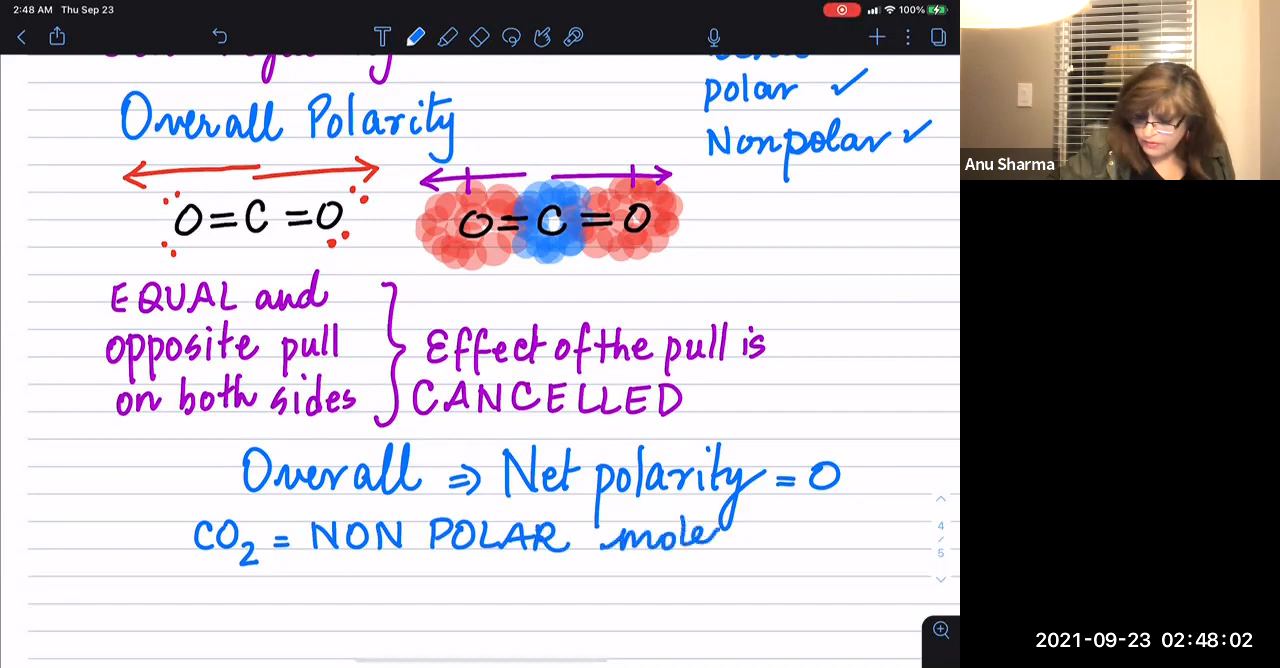 2:48 AM Thu Sep 23
100%
polar ✓
Nonpolar ✓
Overall Polarity
O=C=O
O=C=O
EQUAL and
opposite pull
on both sides
Effect of the pull is
CANCELLED
Overall ⇒ Net polarity = 0
CO₂ = NON POLAR mole
4/5
Anu Sharma
2021-09-23 02:48:02